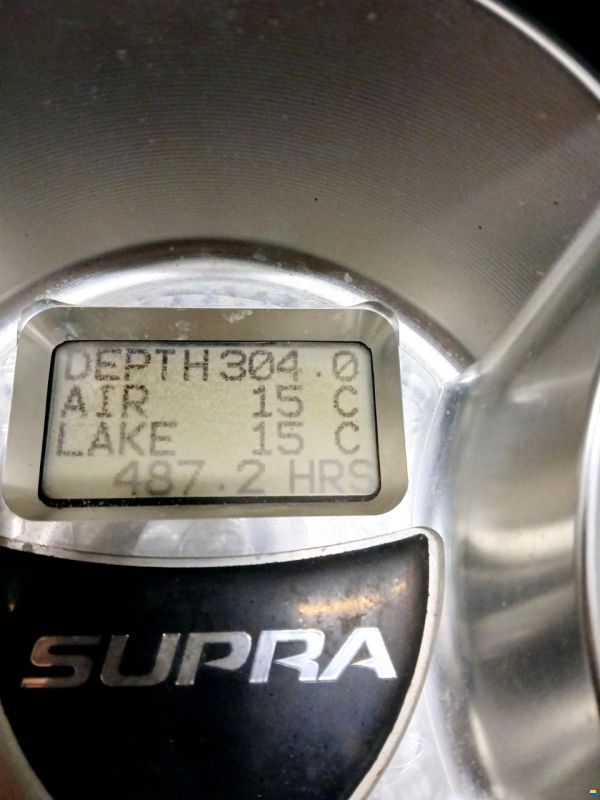 DEPTH 304.0
AIR 15 C
LAKE 15 C
487.2 HRS
SUPRA